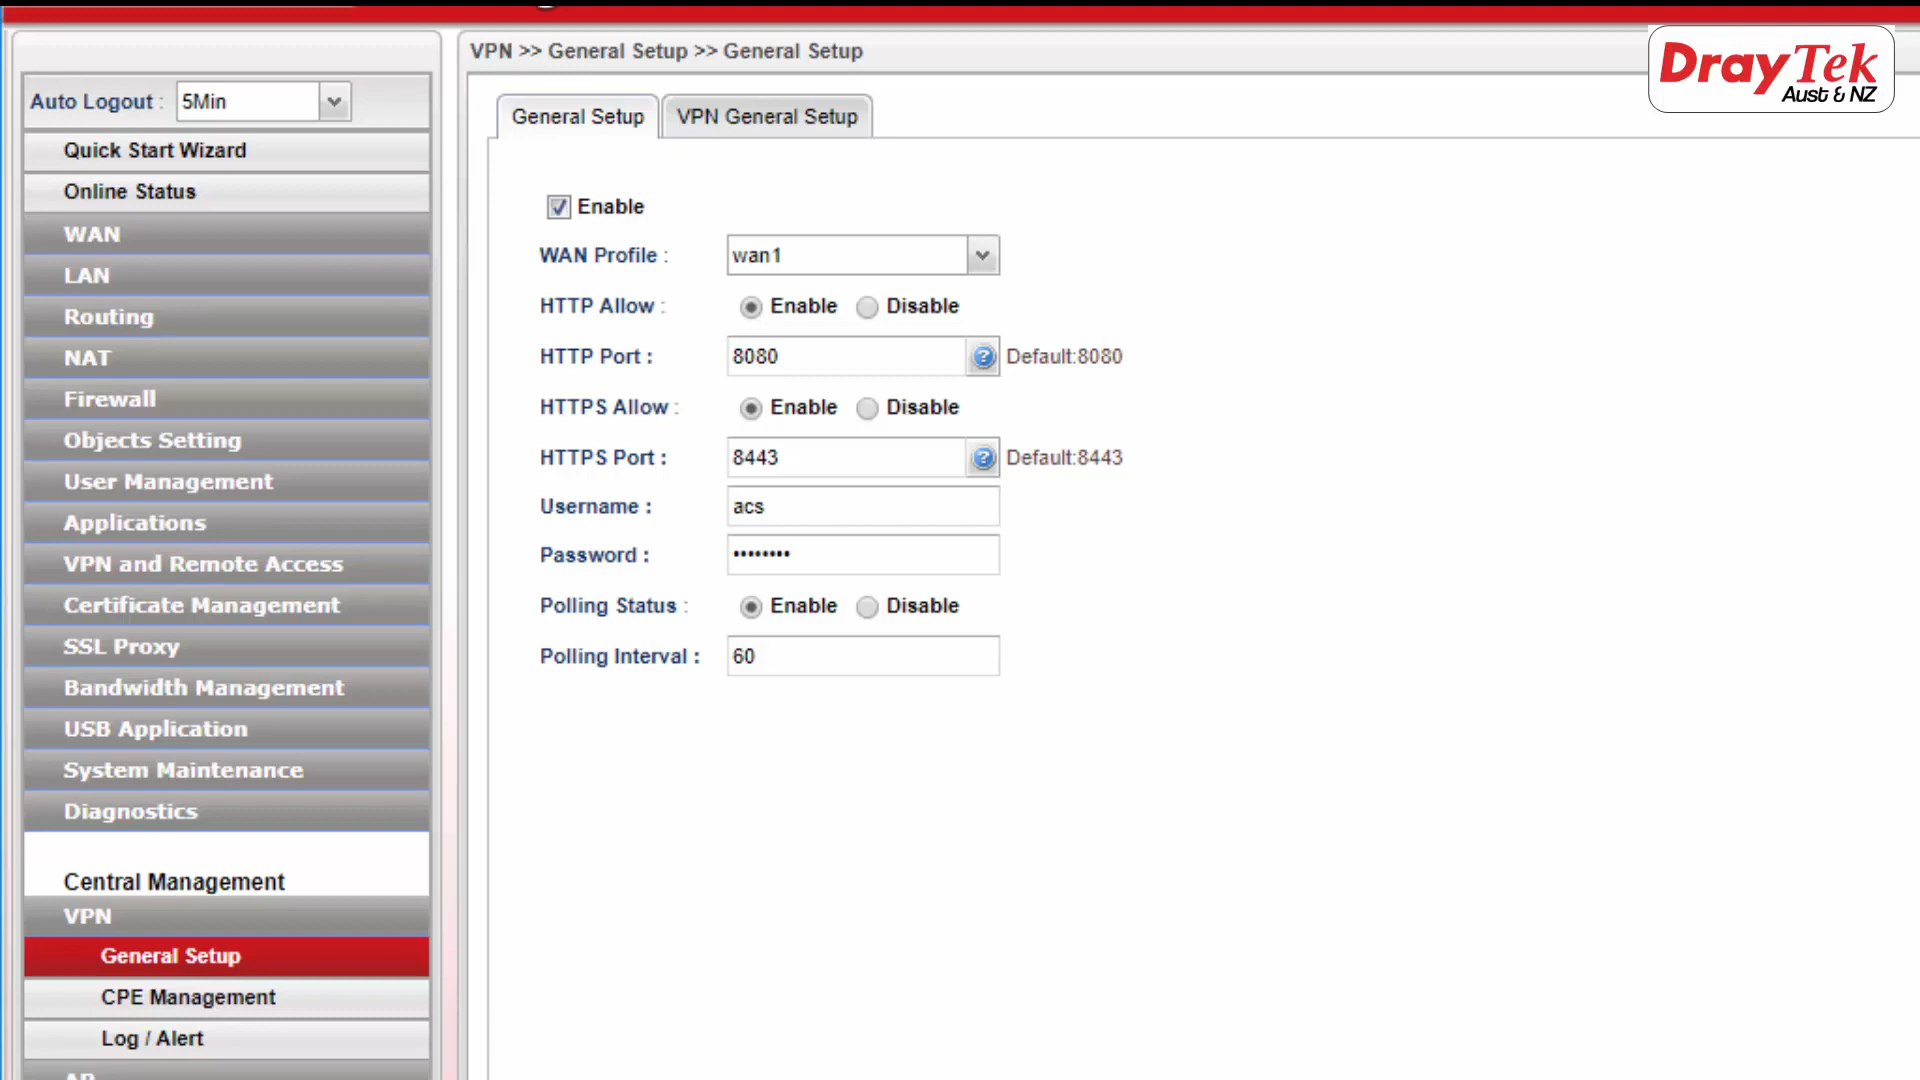 VPN >> General Setup >> General Setup
DrayTek
Aust & NZ
Auto Logout : 5Min
Quick Start Wizard
Online Status
WAN
LAN
Routing
NAT
Firewall
Objects Setting
User Management
Applications
VPN and Remote Access
Certificate Management
SSL Proxy
Bandwidth Management
USB Application
System Maintenance
Diagnostics
Central Management
VPN
General Setup
CPE Management
Log / Alert
General Setup VPN General Setup
Enable
WAN Profile : wan1
HTTP Allow : Enable Disable
HTTP Port : 8080 Default:8080
HTTPS Allow : Enable Disable
HTTPS Port : 8443 Default:8443
Username : acs
Password : ••••••••
Polling Status : Enable Disable
Polling Interval : 60